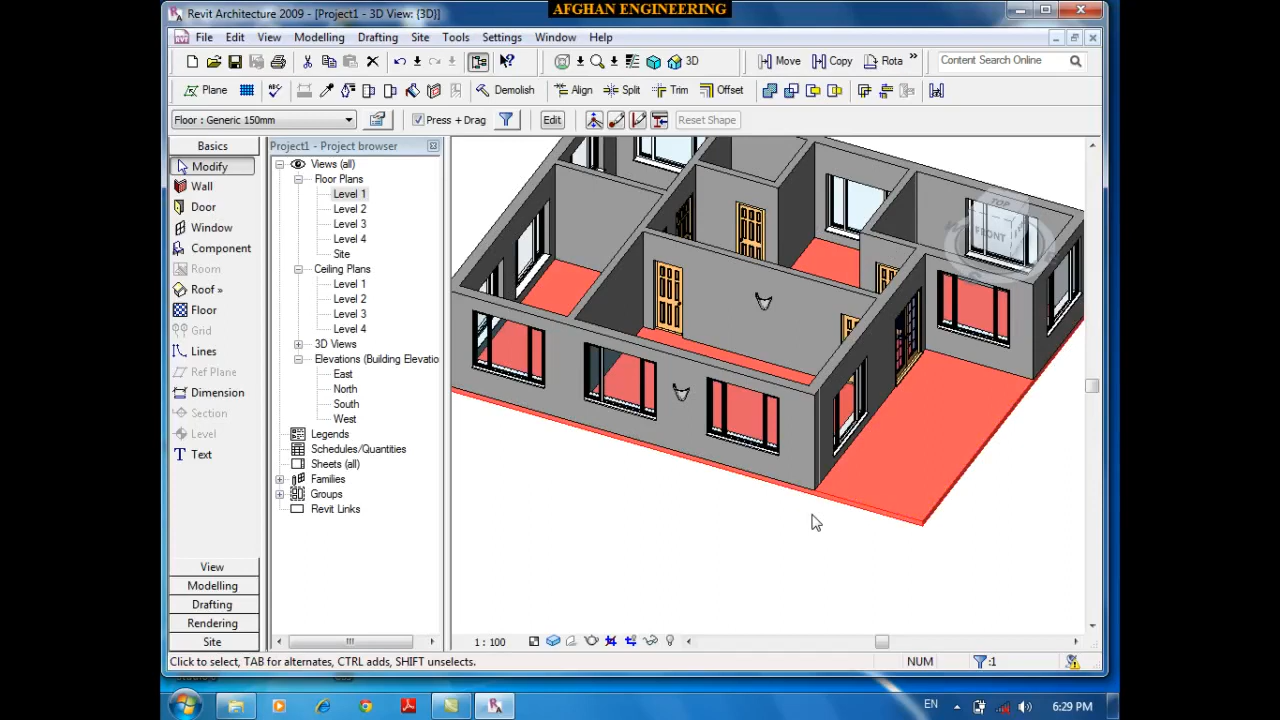 AFGHAN ENGINEERING
Revit Architecture 2009 - [Project1 - 3D View: {3D}]
File Edit View Modelling Drafting Site Tools Settings Window Help
3D Move Copy Rota » Content Search Online
Plane Demolish Align Split Trim Offset
Floor : Generic 150mm Press + Drag Edit Reset Shape
Basics
Modify
Wall
Door
Window
Component
Room
Roof »
Floor
Grid
Lines
Ref Plane
Dimension
Section
Level
Text
View
Modelling
Drafting
Rendering
Site
Project1 - Project browser
Views (all)
Floor Plans
Level 1
Level 2
Level 3
Level 4
Site
Ceiling Plans
Level 1
Level 2
Level 3
Level 4
3D Views
Elevations (Building Elevatio
East
North
South
West
Legends
Schedules/Quantities
Sheets (all)
Families
Groups
Revit Links
TOP
FRONT
1 : 100
Click to select, TAB for alternates, CTRL adds, SHIFT unselects. NUM :1
EN 6:29 PM